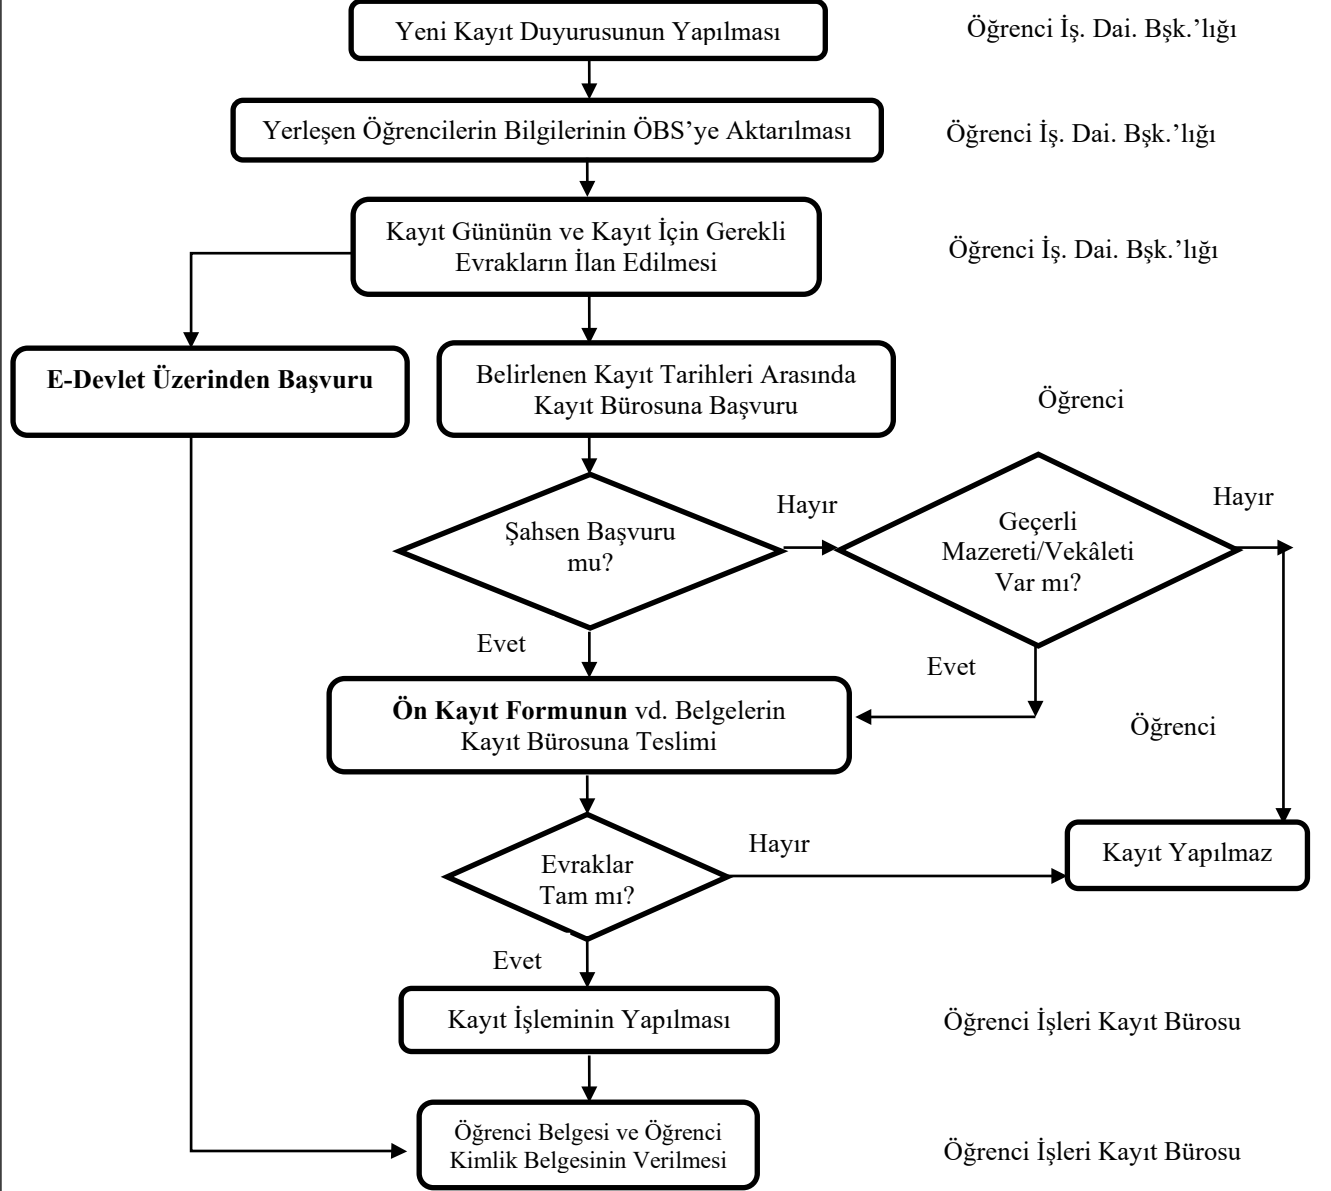 Yeni Kayıt Duyurusunun Yapılması
Öğrenci İş. Dai. Bşk.’lığı
Yerleşen Öğrencilerin Bilgilerinin ÖBS’ye Aktarılması
Öğrenci İş. Dai. Bşk.’lığı
Kayıt Gününün ve Kayıt İçin Gerekli
Evrakların İlan Edilmesi
Öğrenci İş. Dai. Bşk.’lığı
E-Devlet Üzerinden Başvuru
Belirlenen Kayıt Tarihleri Arasında
Kayıt Bürosuna Başvuru
Öğrenci
Şahsen Başvuru
mu?
Hayır
Geçerli
Mazereti/Vekâleti
Var mı?
Hayır
Evet
Evet
Ön Kayıt Formunun vd. Belgelerin
Kayıt Bürosuna Teslimi
Öğrenci
Evraklar
Tam mı?
Hayır
Kayıt Yapılmaz
Evet
Kayıt İşleminin Yapılması
Öğrenci İşleri Kayıt Bürosu
Öğrenci Belgesi ve Öğrenci
Kimlik Belgesinin Verilmesi
Öğrenci İşleri Kayıt Bürosu